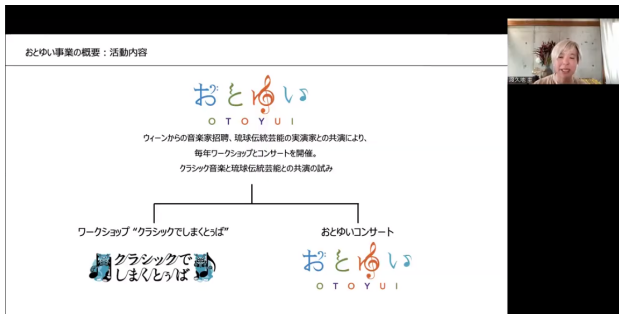 おとゆい事業の概要：活動内容
おとゆい
OTOYUI
ウィーンからの音楽家招聘、琉球伝統芸能の実演家との共演により、
毎年ワークショップとコンサートを開催。
クラシック音楽と琉球伝統芸能との共演の試み
ワークショップ “クラシックでしまくとぅば”
おとゆいコンサート
クラシックで
しまくとぅば
おとゆい
OTOYUI